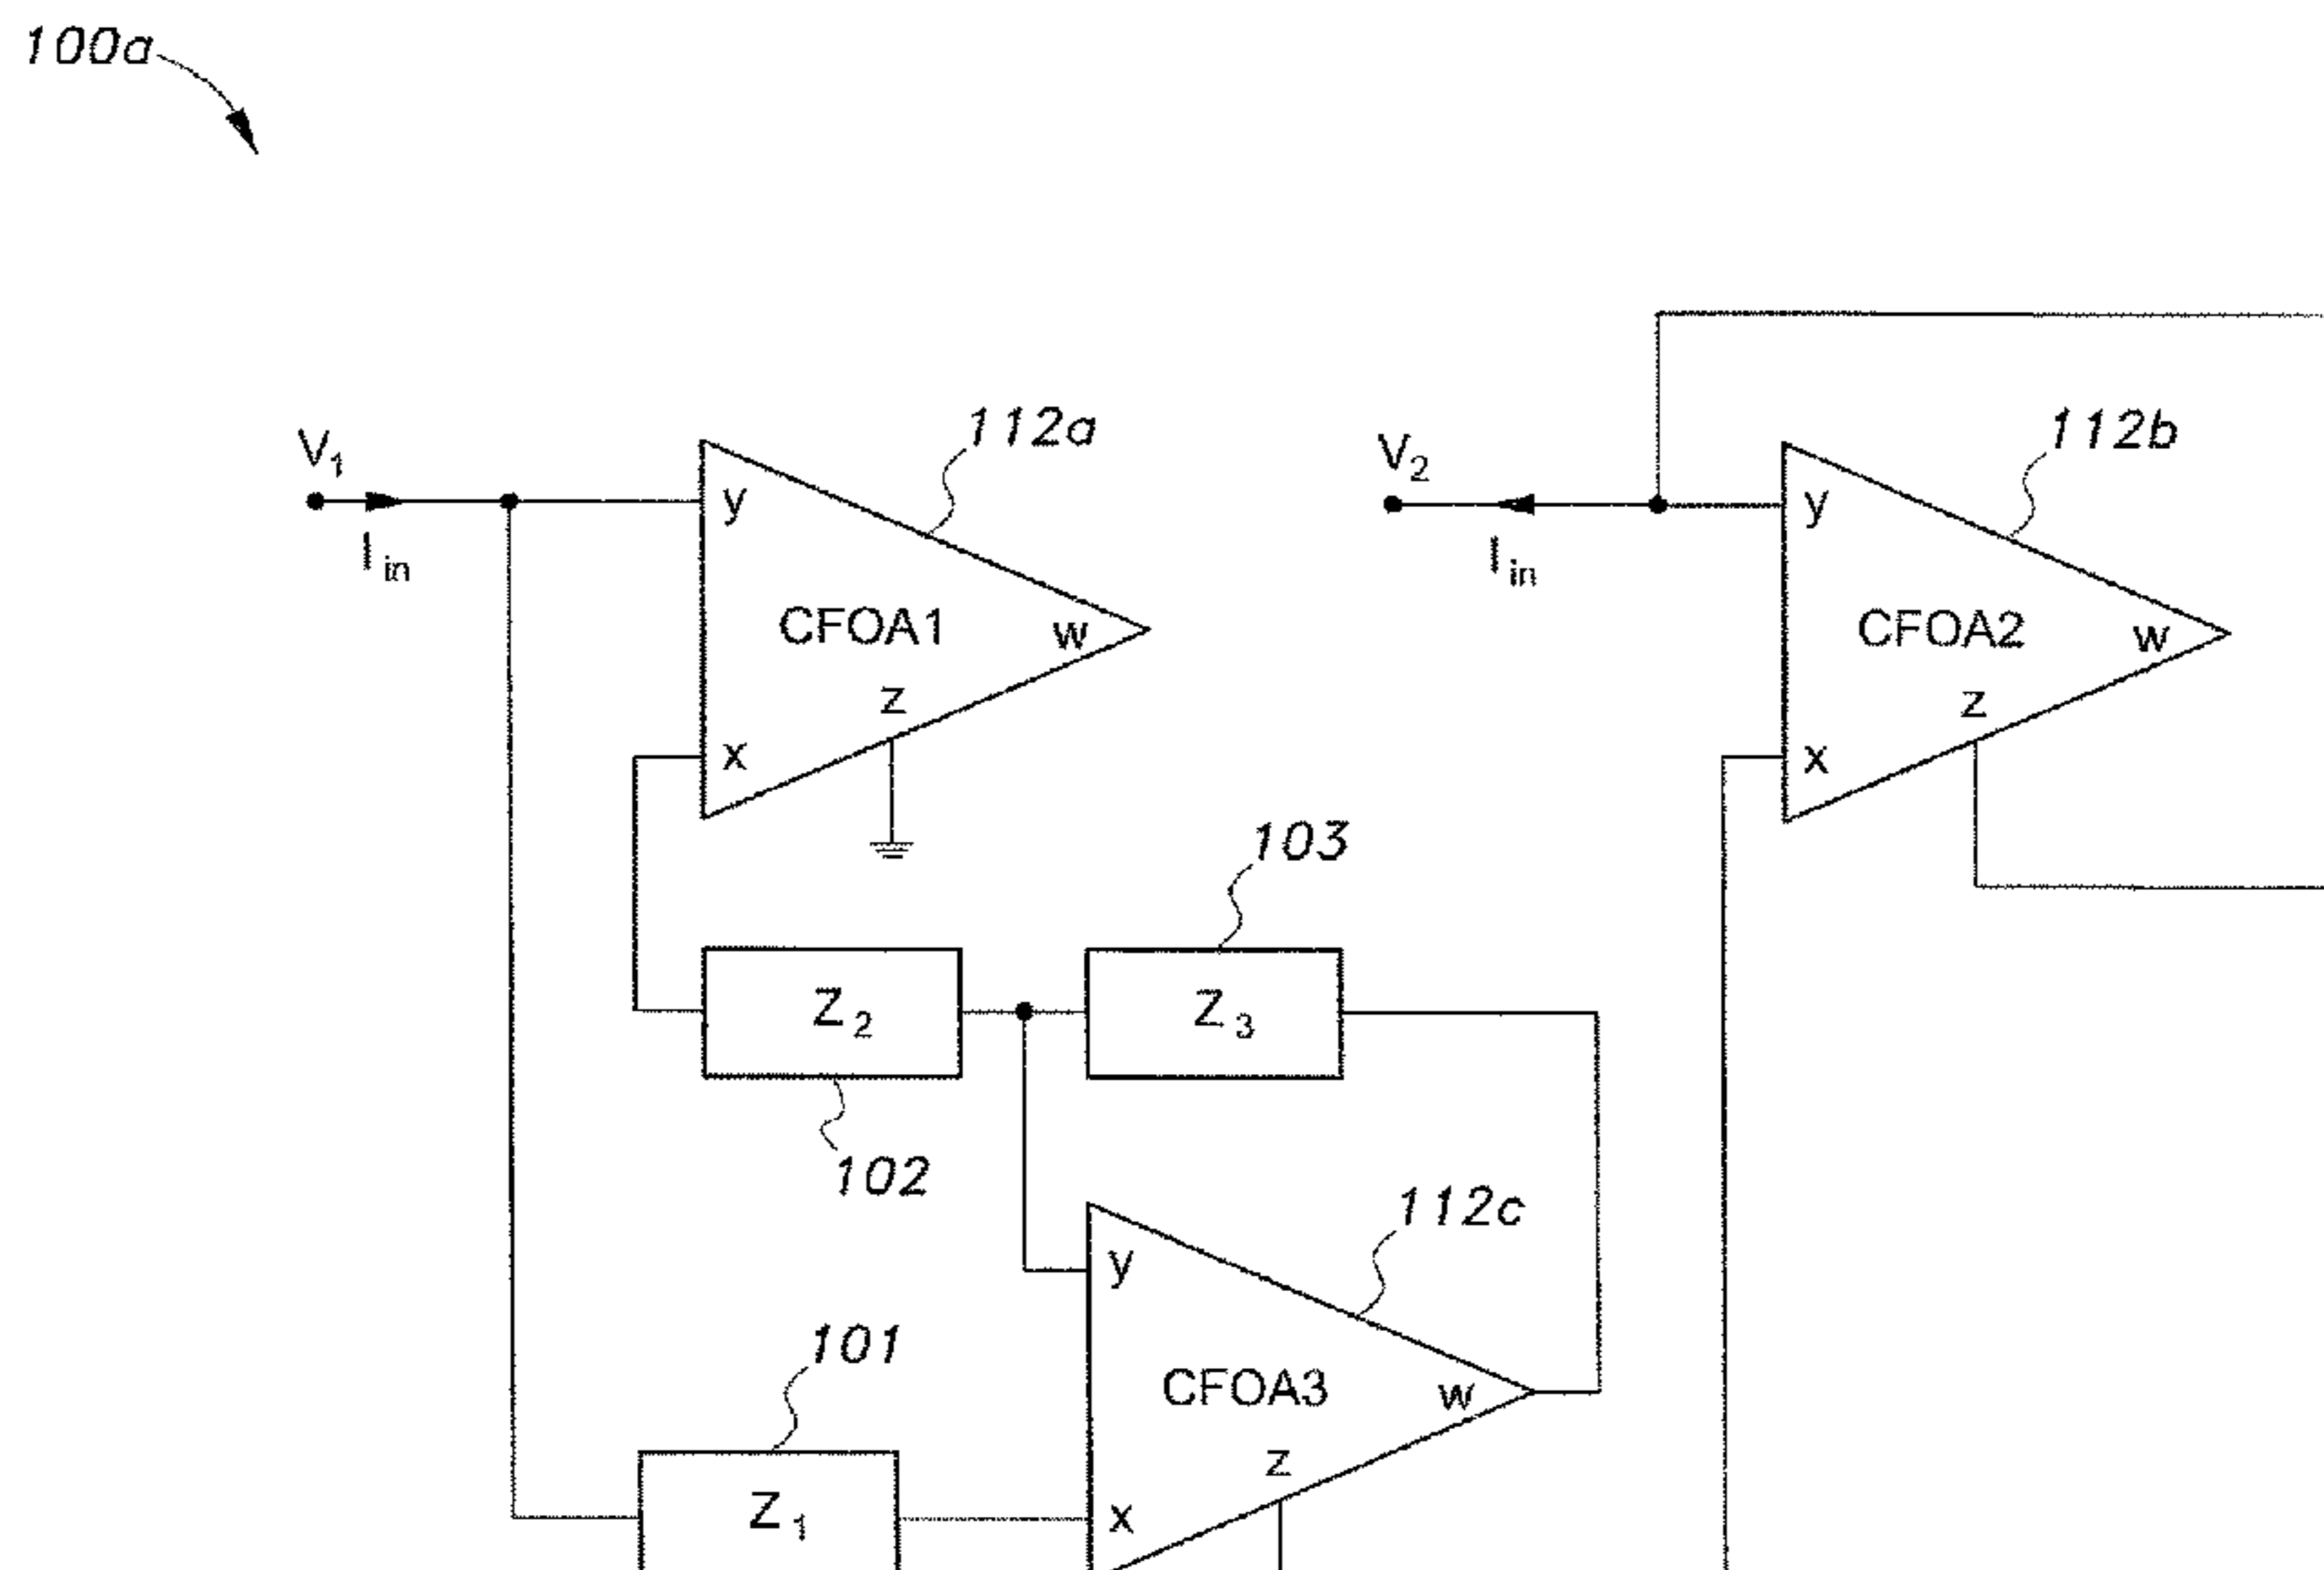 100a
112a
112b
V1
V2
y
y
Iin
Iin
CFOA1
w
CFOA2
w
z
z
x
x
103
Z2
Z3
102
112c
y
101
CFOA3
w
z
Z1
x